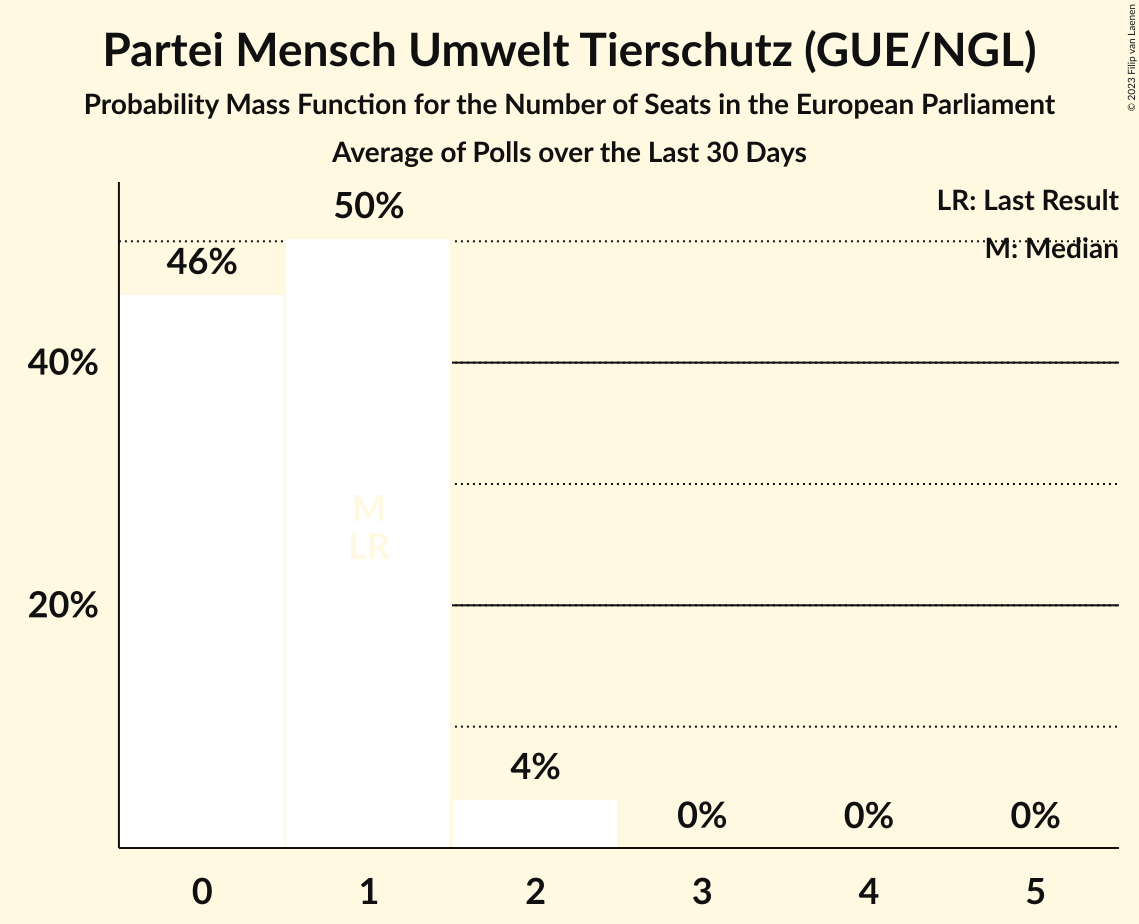 Partei Mensch Umwelt Tierschutz (GUE/NGL)
Probability Mass Function for the Number of Seats in the European Parliament
Average of Polls over the Last 30 Days
© 2023 Filip van Laenen
LR: Last Result
M: Median
50%
46%
40%
20%
M
LR
4%
0%
0%
0%
0
1
2
3
4
5